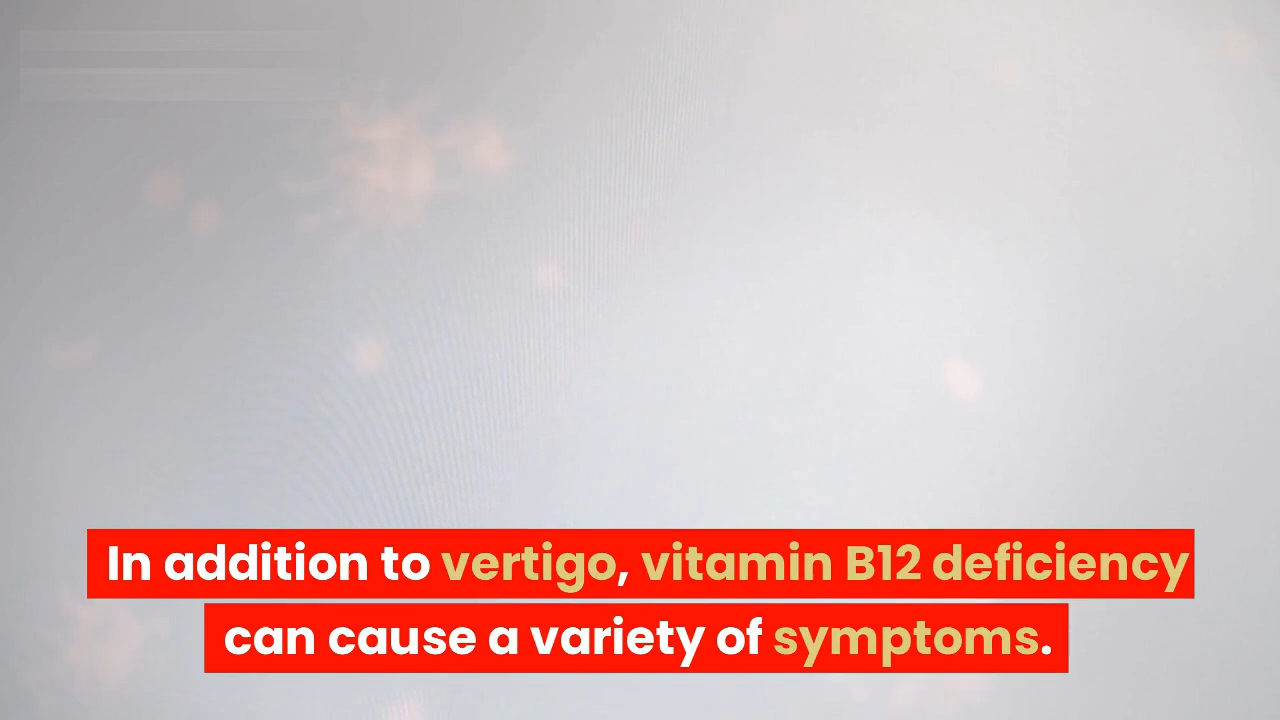 In addition to vertigo, vitamin B12 deficiency
can cause a variety of symptoms.